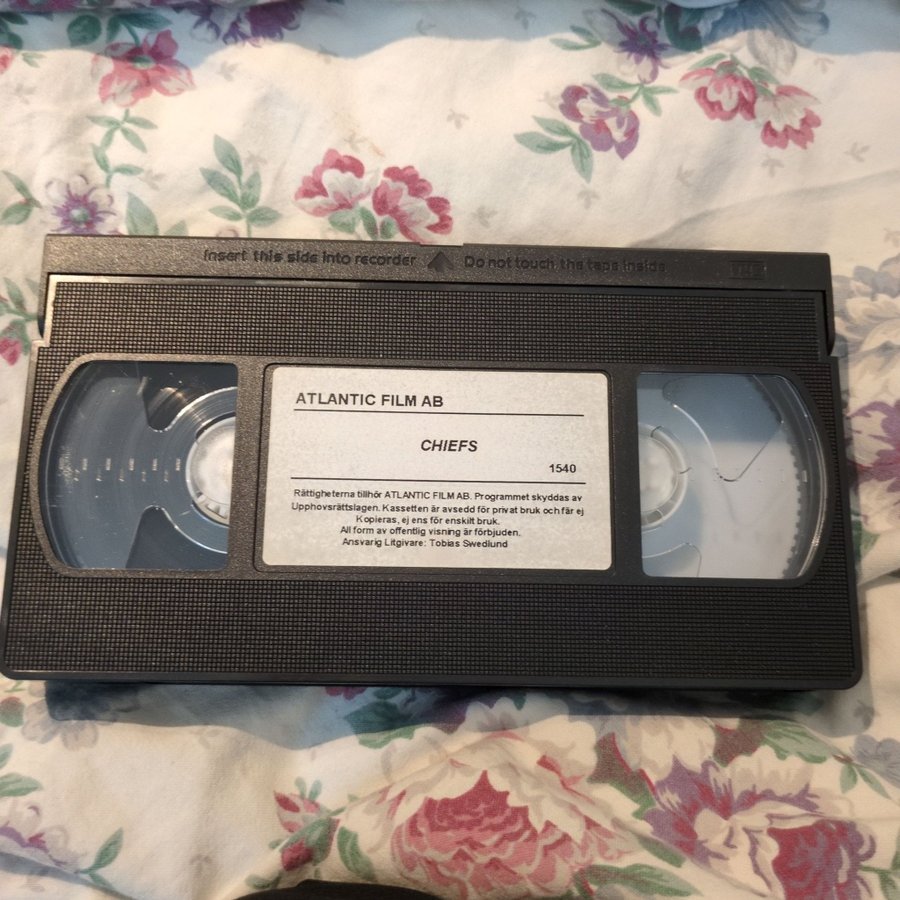 Insert this side into recorder Do not touch the tape inside
VHS
ATLANTIC FILM AB
CHIEFS
1540
Rättigheterna tillhör ATLANTIC FILM AB. Programmet skyddas av
Upphovsrättslagen. Kassetten är avsedd för privat bruk och får ej
Kopieras, ej ens för enskilt bruk.
All form av offentlig visning är förbjuden.
Ansvarig Litgivare: Tobias Swedlund